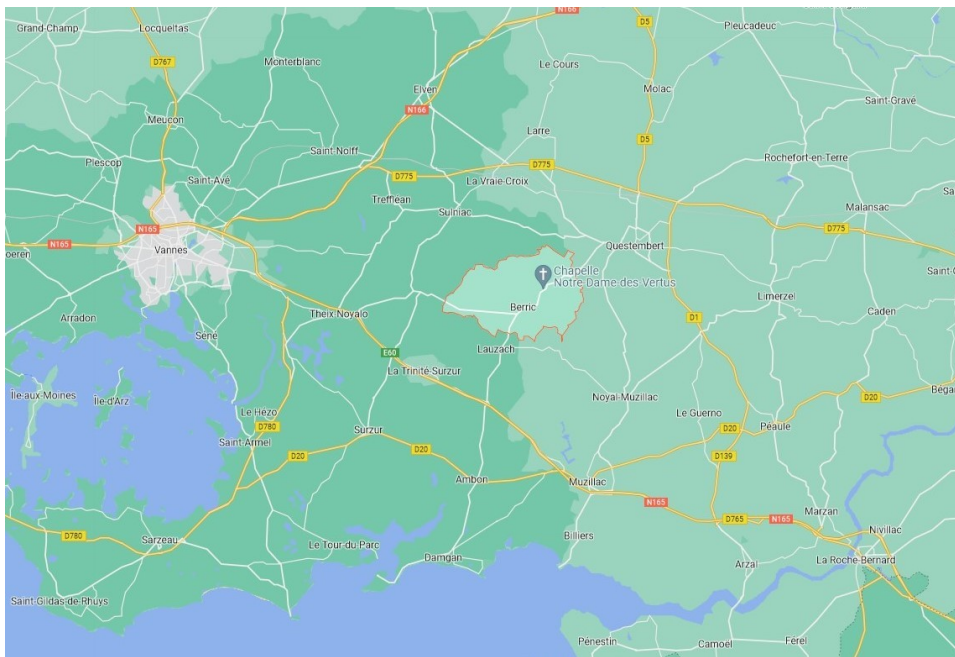 N166
D5
Pleucadeuc
Grand-Champ
Locqueltas
D767
Monterblanc
Le Cours
Elven
Molac
N166
Saint-Gravé
Meucon
Larré
D5
Saint-Nolff
Plescop
Rochefort-en-Terre
D775
D775
Saint-Avé
La Vraie-Croix
Treffléan
Malansac
Sulniac
N165
D775
N165
Questembert
Vannes
Chapelle
Notre Dame des Vertus
Limerzel
Berric
Caden
Arradon
Theix-Noyalo
D1
Séné
Lauzach
E60
La Trinité-Surzur
Île-aux-Moines
Île-d'Arz
Noyal-Muzillac
D20
Le Hézo
Le Guerno
D780
Péaule
Surzur
D20
Saint-Armel
D20
D20
D139
Ambon
Muzillac
N165
Marzan
D765
N165
Nivillac
D780
Sarzeau
Billiers
Le Tour-du-Parc
Damgan
Arzal
La Roche-Bernard
Saint-Gildas-de-Rhuys
Pénestin
Camoël
Férel